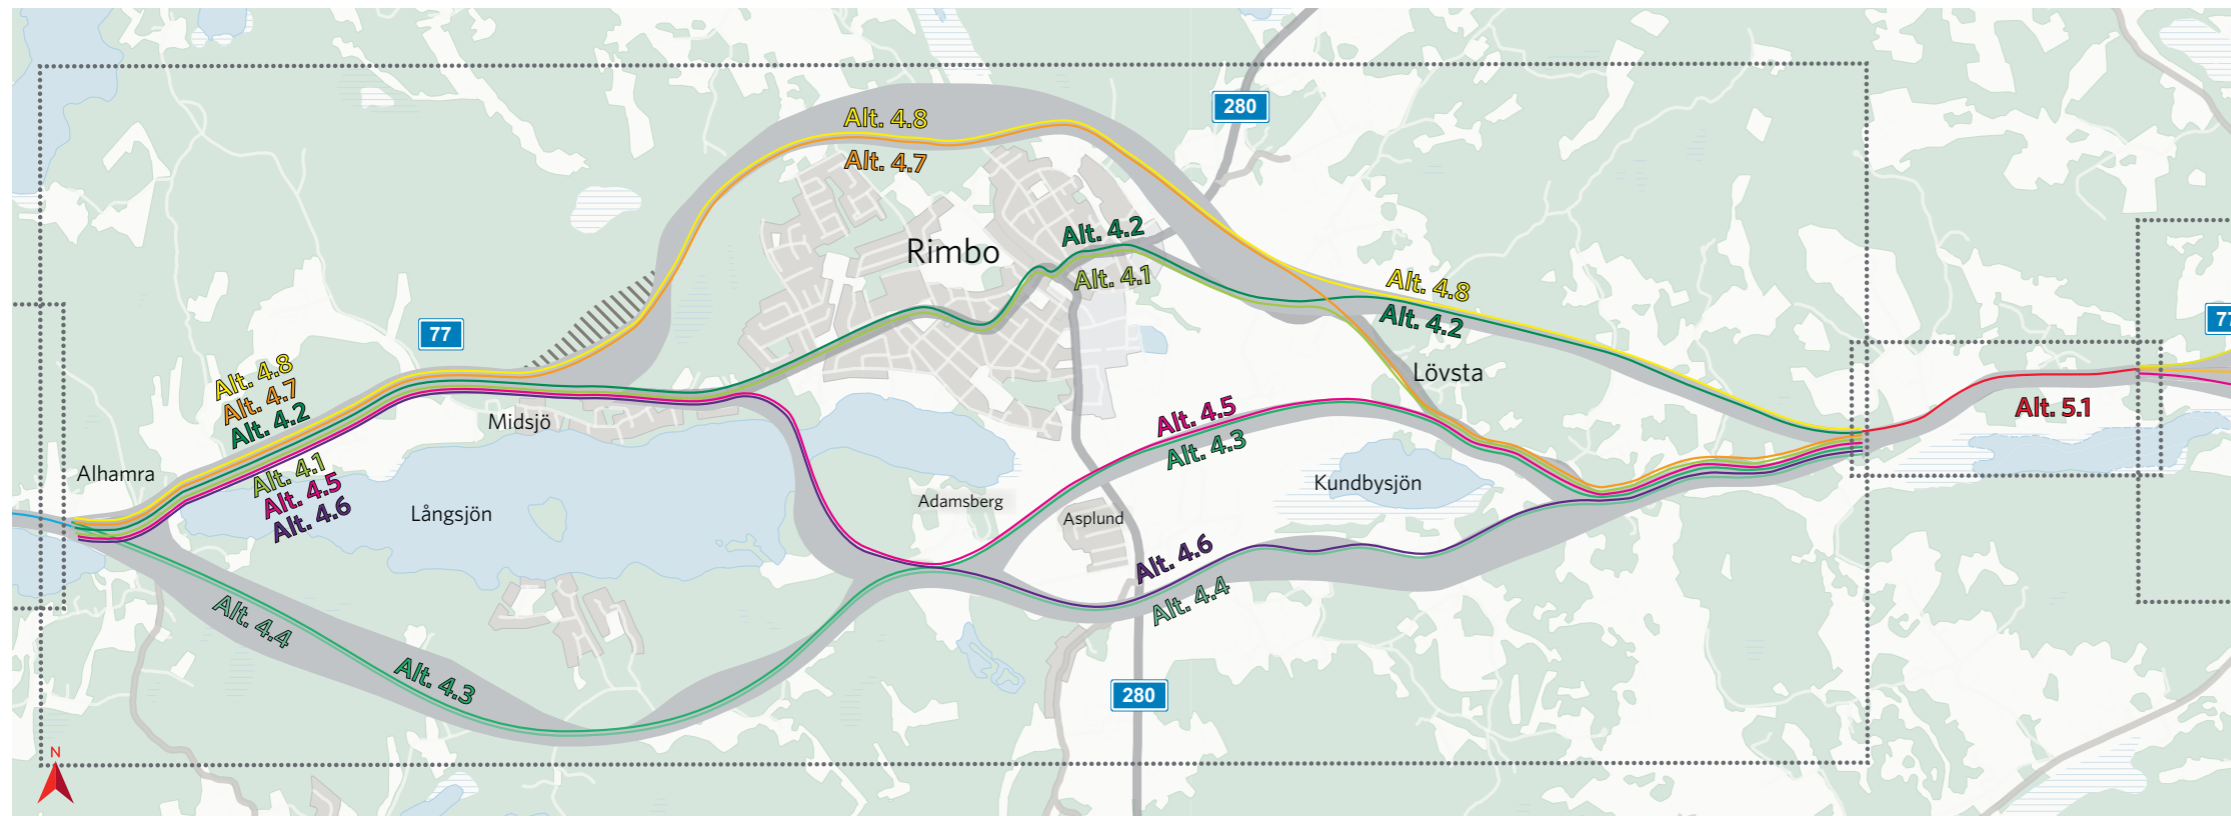 280
Alt. 4.8
Alt. 4.7
Alt. 4.2
Rimbo
Alt. 4.1
Alt. 4.8
Alt. 4.2
77
77
Alt. 4.8
Alt. 4.7
Alt. 4.2
Lövsta
Midsjö
Alt. 4.5
Alt. 4.3
Alt. 5.1
Alhamra
Alt. 4.1
Alt. 4.5
Alt. 4.6
Långsjön
Adamsberg
Asplund
Kundbysjön
Alt. 4.6
Alt. 4.4
Alt. 4.4
Alt. 4.3
280
N